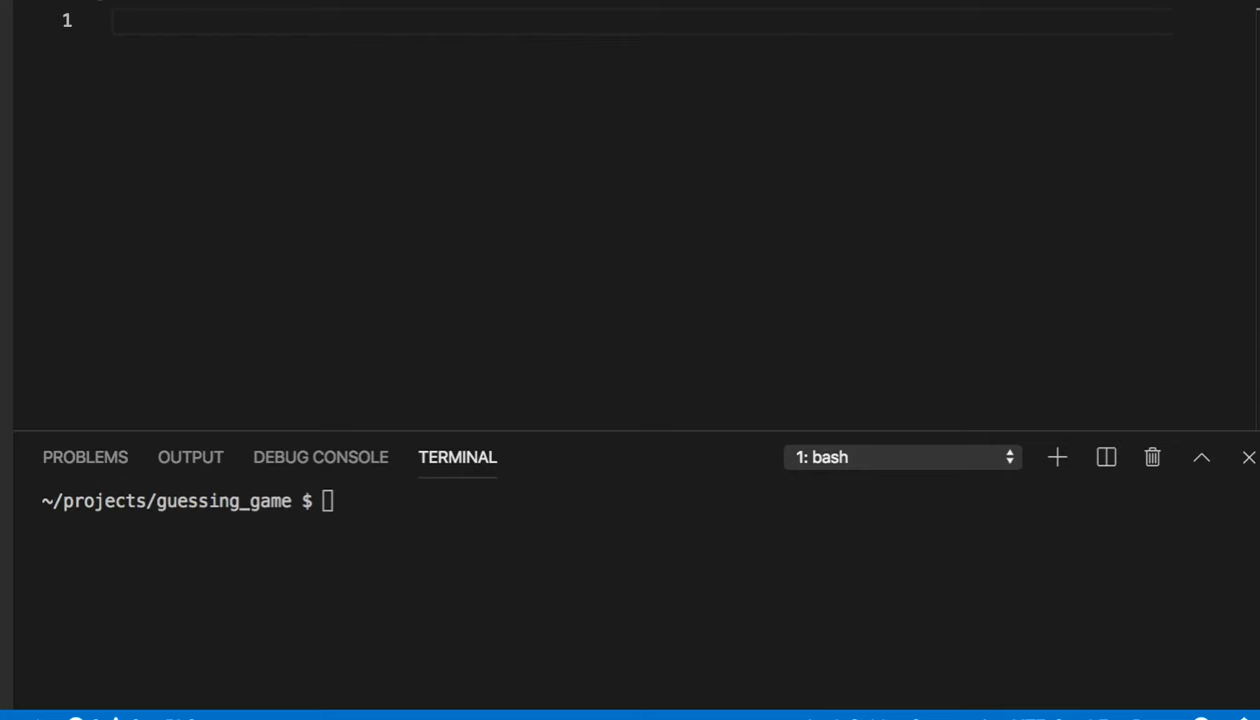 1
PROBLEMS OUTPUT DEBUG CONSOLE TERMINAL 1: bash
~/projects/guessing_game $